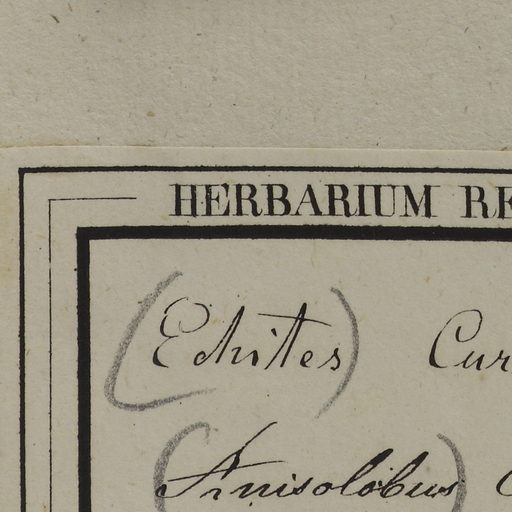 HERBARIUM RE
(Echites) Cur
(Anisolobus)